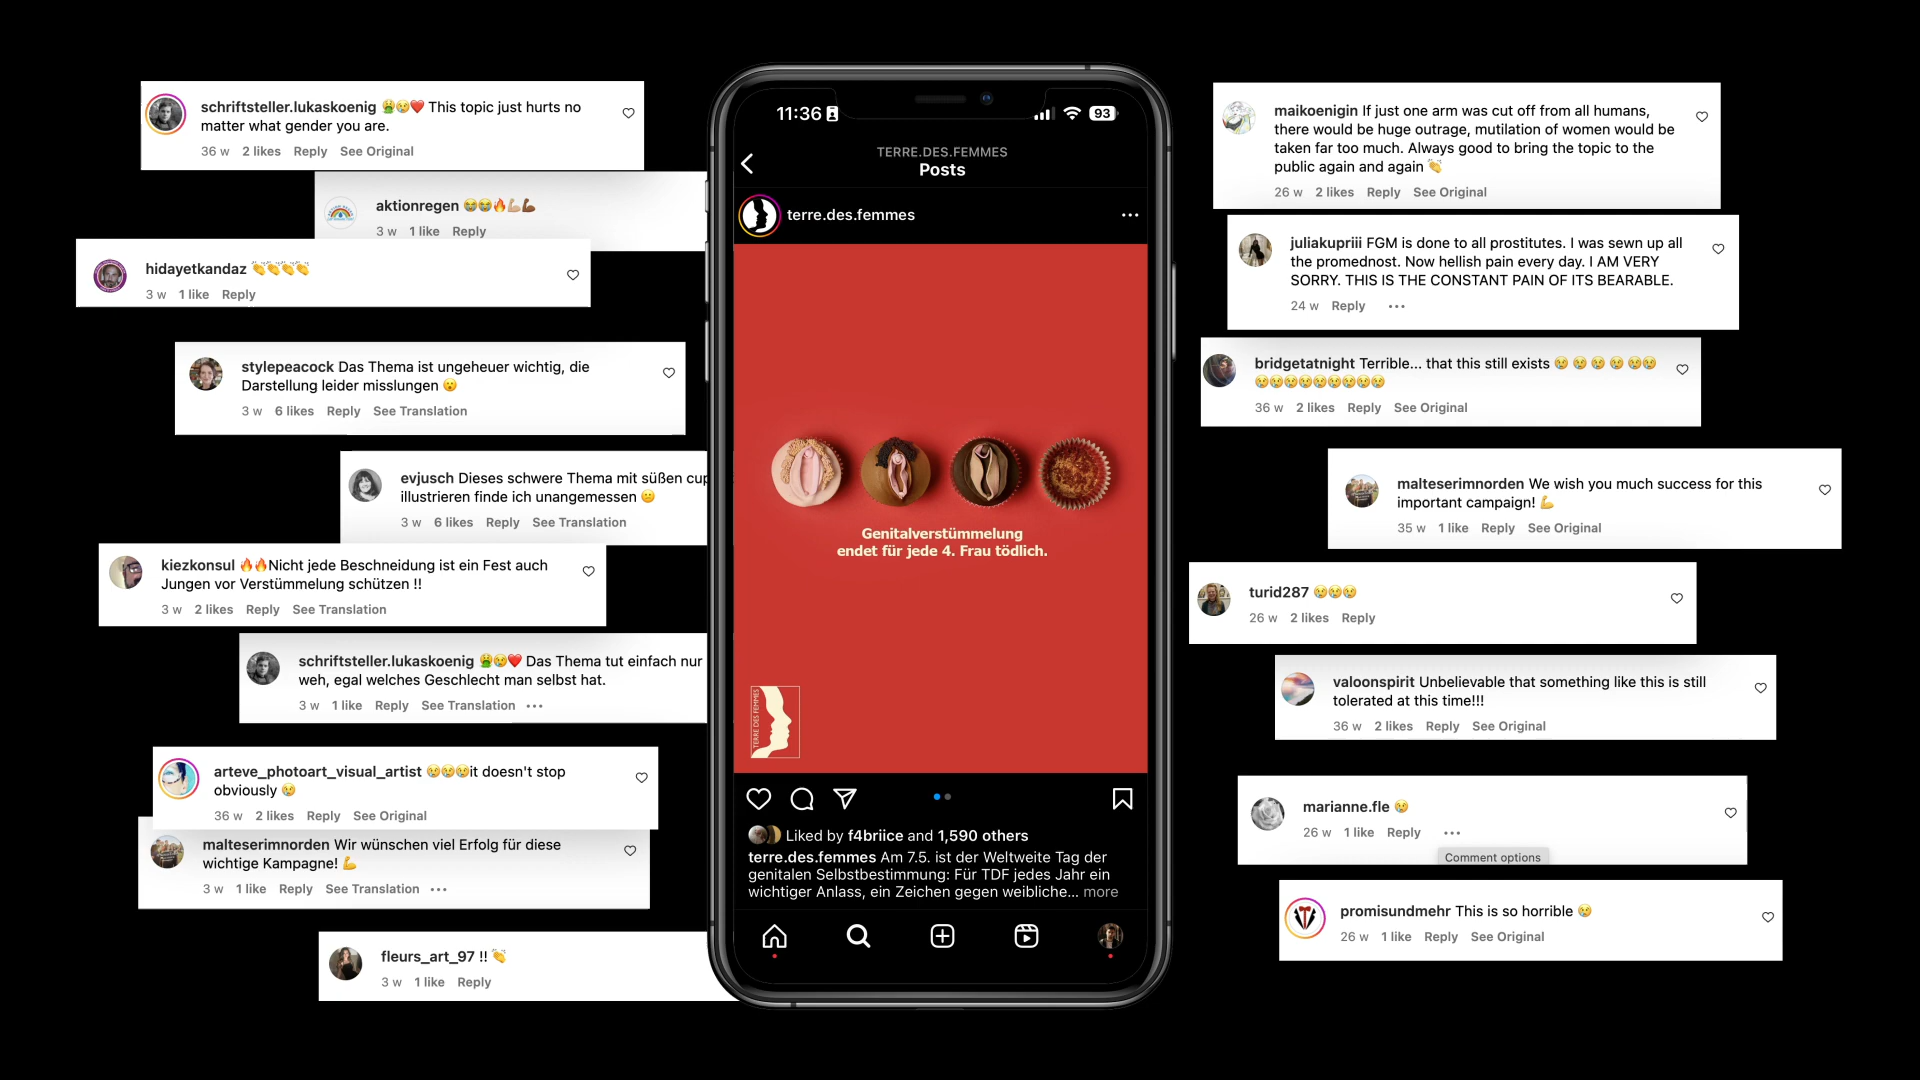 schriftsteller.lukaskoenig 🤮😢❤️ This topic just hurts no
matter what gender you are.
36 w 2 likes Reply See Original
aktionregen 😭😭🔥💪🏼💪🏾
3 w 1 like Reply
hidayetkandaz 👏👏👏👏
3 w 1 like Reply
stylepeacock Das Thema ist ungeheuer wichtig, die
Darstellung leider misslungen 😮
3 w 6 likes Reply See Translation
evjusch Dieses schwere Thema mit süßen cup
illustrieren finde ich unangemessen 😕
3 w 6 likes Reply See Translation
kiezkonsul 🔥🔥Nicht jede Beschneidung ist ein Fest auch
Jungen vor Verstümmelung schützen !!
3 w 2 likes Reply See Translation
schriftsteller.lukaskoenig 🤮😢❤️ Das Thema tut einfach nur
weh, egal welches Geschlecht man selbst hat.
3 w 1 like Reply See Translation •••
arteve_photoart_visual_artist 😢😢😢it doesn't stop
obviously 😢
36 w 2 likes Reply See Original
malteserimnorden Wir wünschen viel Erfolg für diese
wichtige Kampagne! 💪
3 w 1 like Reply See Translation •••
fleurs_art_97 !! 👏
3 w 1 like Reply
11:36
93
TERRE.DES.FEMMES
Posts
terre.des.femmes
Genitalverstümmelung
endet für jede 4. Frau tödlich.
TERRE DES FEMMES
Liked by f4briice and 1,590 others
terre.des.femmes Am 7.5. ist der Weltweite Tag der
genitalen Selbstbestimmung: Für TDF jedes Jahr ein
wichtiger Anlass, ein Zeichen gegen weibliche... more
maikoenigin If just one arm was cut off from all humans,
there would be huge outrage, mutilation of women would be
taken far too much. Always good to bring the topic to the
public again and again 👏
26 w 2 likes Reply See Original
juliakupriii FGM is done to all prostitutes. I was sewn up all
the promednost. Now hellish pain every day. I AM VERY
SORRY. THIS IS THE CONSTANT PAIN OF ITS BEARABLE.
24 w Reply •••
bridgetatnight Terrible... that this still exists 😢 😢 😢 😢 😢😢
😢😢😢😢😢😢😢😢😢
36 w 2 likes Reply See Original
malteserimnorden We wish you much success for this
important campaign! 💪
35 w 1 like Reply See Original
turid287 😢😢😢
26 w 2 likes Reply
valoonspirit Unbelievable that something like this is still
tolerated at this time!!!
36 w 2 likes Reply See Original
marianne.fle 😢
26 w 1 like Reply •••
Comment options
promisundmehr This is so horrible 😢
26 w 1 like Reply See Original